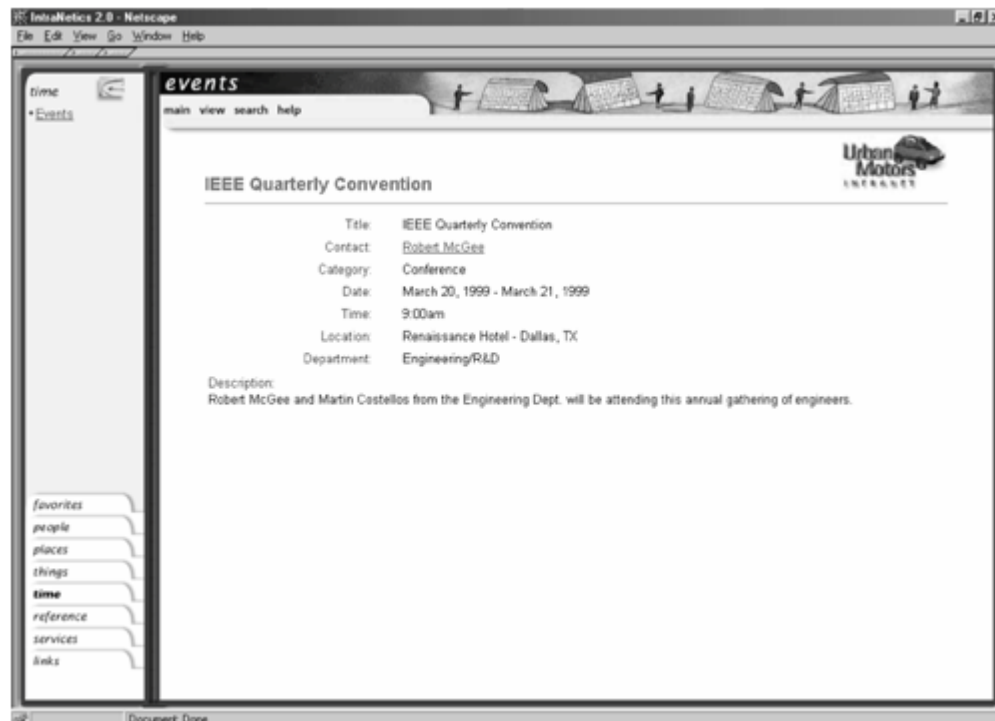 IntraNetics 2.0 - Netscape
File Edit View Go Window Help
time
• Events
events
main view search help
Urban
Motors
INTRANET
IEEE Quarterly Convention
Title: IEEE Quarterly Convention
Contact: Robert McGee
Category: Conference
Date: March 20, 1999 - March 21, 1999
Time: 9:00am
Location: Renaissance Hotel - Dallas, TX
Department: Engineering/R&D
Description:
Robert McGee and Martin Costellos from the Engineering Dept. will be attending this annual gathering of engineers.
favorites
people
places
things
time
reference
services
links
Document: Done